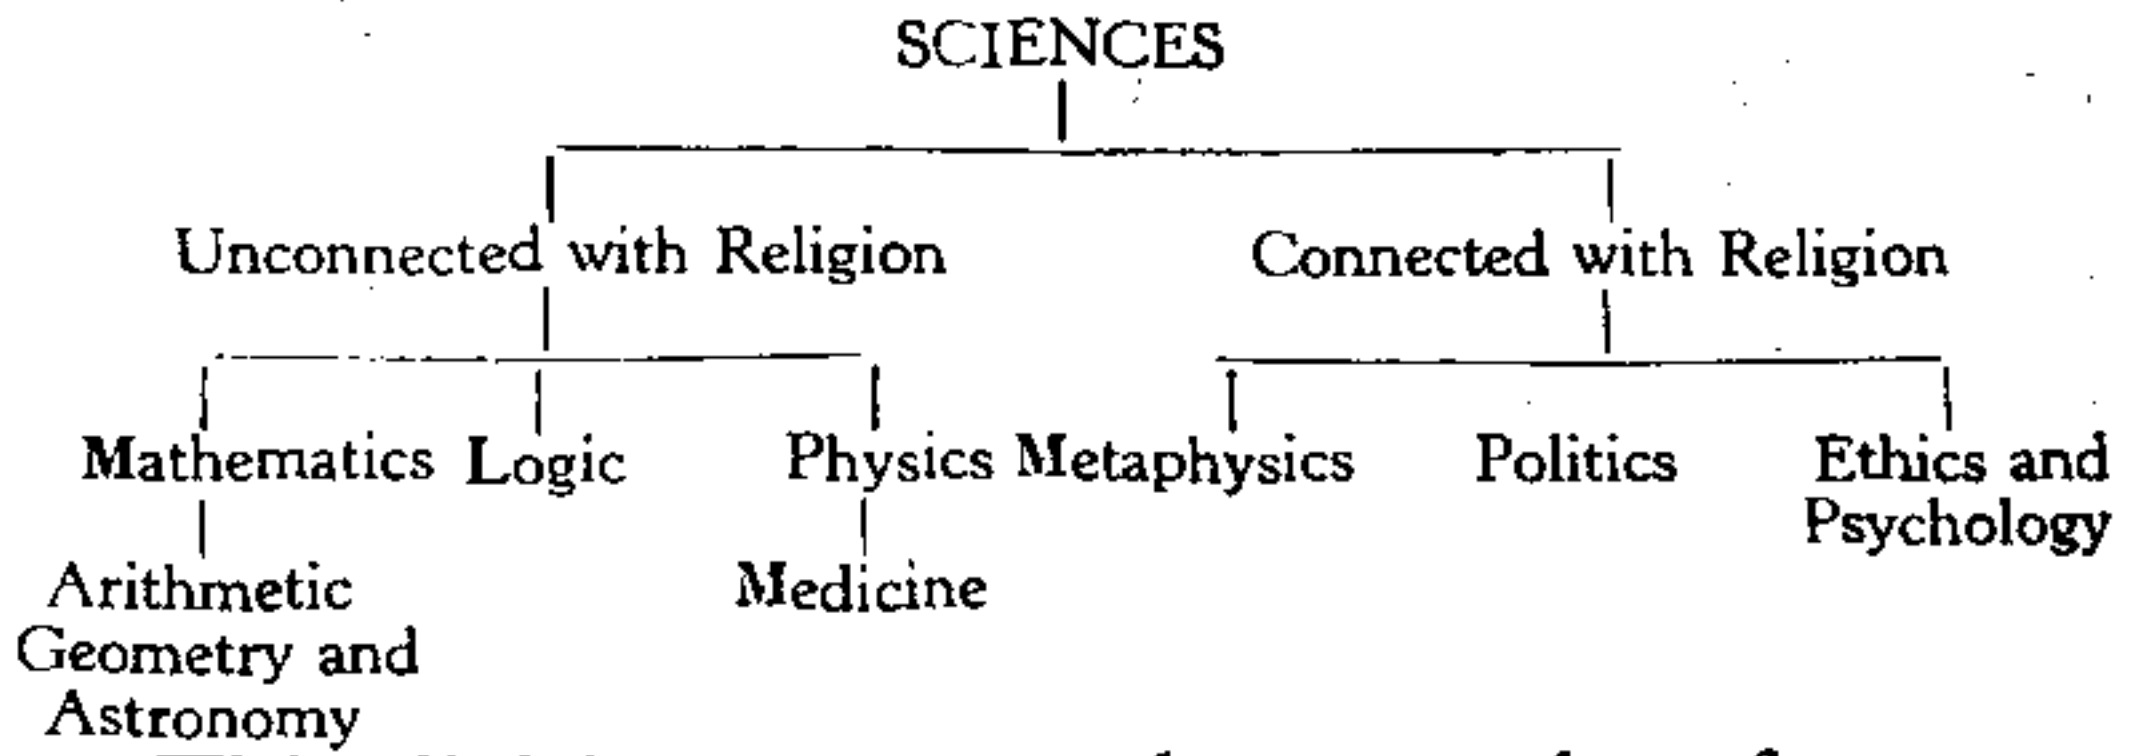 SCIENCES
Unconnected with Religion
Connected with Religion
Mathematics
Logic
Physics
Metaphysics
Politics
Ethics and
Psychology
Arithmetic
Geometry and
Astronomy
Medicine